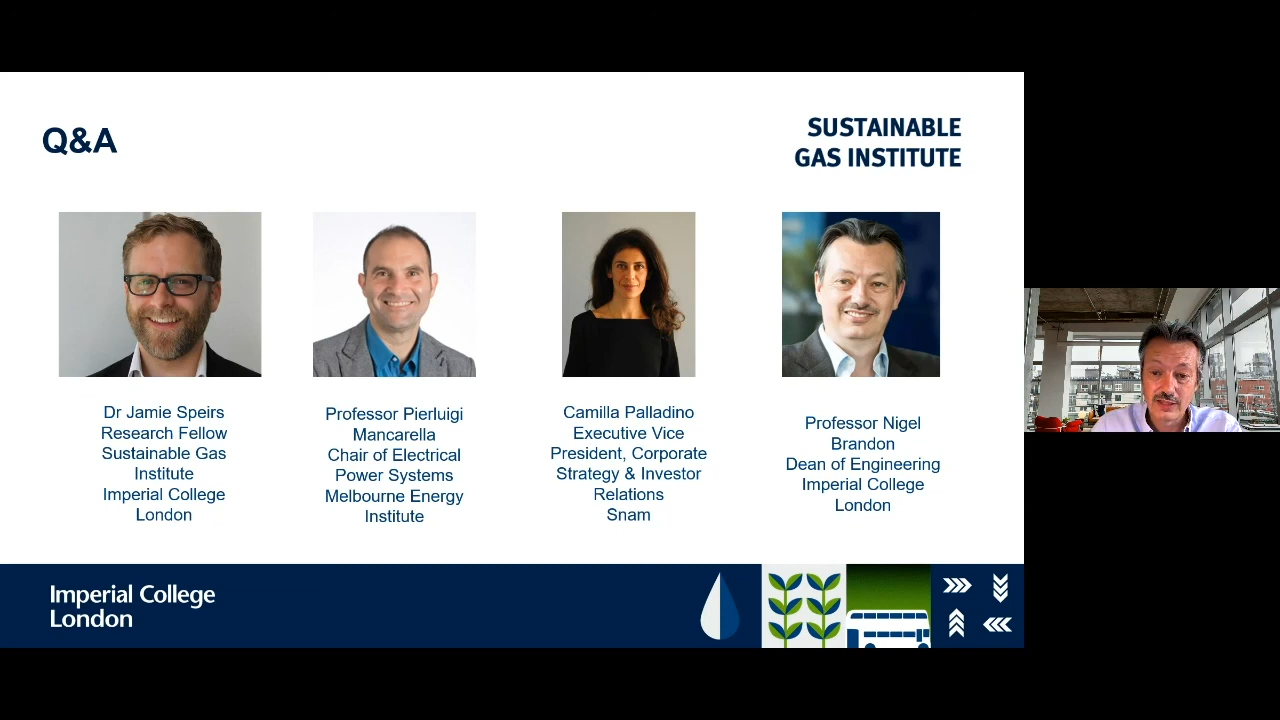 Q&A
SUSTAINABLE
GAS INSTITUTE
Dr Jamie Speirs
Research Fellow
Sustainable Gas
Institute
Imperial College
London
Professor Pierluigi
Mancarella
Chair of Electrical
Power Systems
Melbourne Energy
Institute
Camilla Palladino
Executive Vice
President, Corporate
Strategy & Investor
Relations
Snam
Professor Nigel
Brandon
Dean of Engineering
Imperial College
London
Imperial College
London